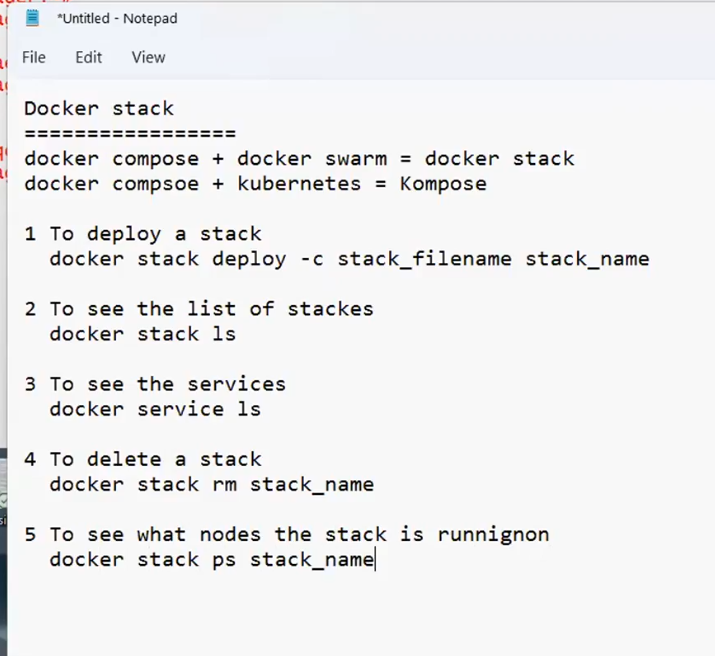 *Untitled - Notepad
File Edit View
Docker stack
=================
docker compose + docker swarm = docker stack
docker compsoe + kubernetes = Kompose
1 To deploy a stack
docker stack deploy -c stack_filename stack_name
2 To see the list of stackes
docker stack ls
3 To see the services
docker service ls
4 To delete a stack
docker stack rm stack_name
5 To see what nodes the stack is runnignon
docker stack ps stack_name